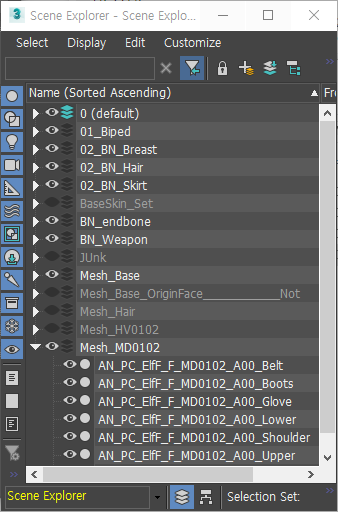 Scene Explorer - Scene Explo...
Select Display Edit Customize
Name (Sorted Ascending) Fr
0 (default)
01_Biped
02_BN_Breast
02_BN_Hair
02_BN_Skirt
BaseSkin_Set
BN_endbone
BN_Weapon
JUnk
Mesh_Base
Mesh_Base_OriginFace____________Not
Mesh_Hair
Mesh_HV0102
Mesh_MD0102
AN_PC_ElfF_F_MD0102_A00_Belt
AN_PC_ElfF_F_MD0102_A00_Boots
AN_PC_ElfF_F_MD0102_A00_Glove
AN_PC_ElfF_F_MD0102_A00_Lower
AN_PC_ElfF_F_MD0102_A00_Shoulder
AN_PC_ElfF_F_MD0102_A00_Upper
Scene Explorer Selection Set: